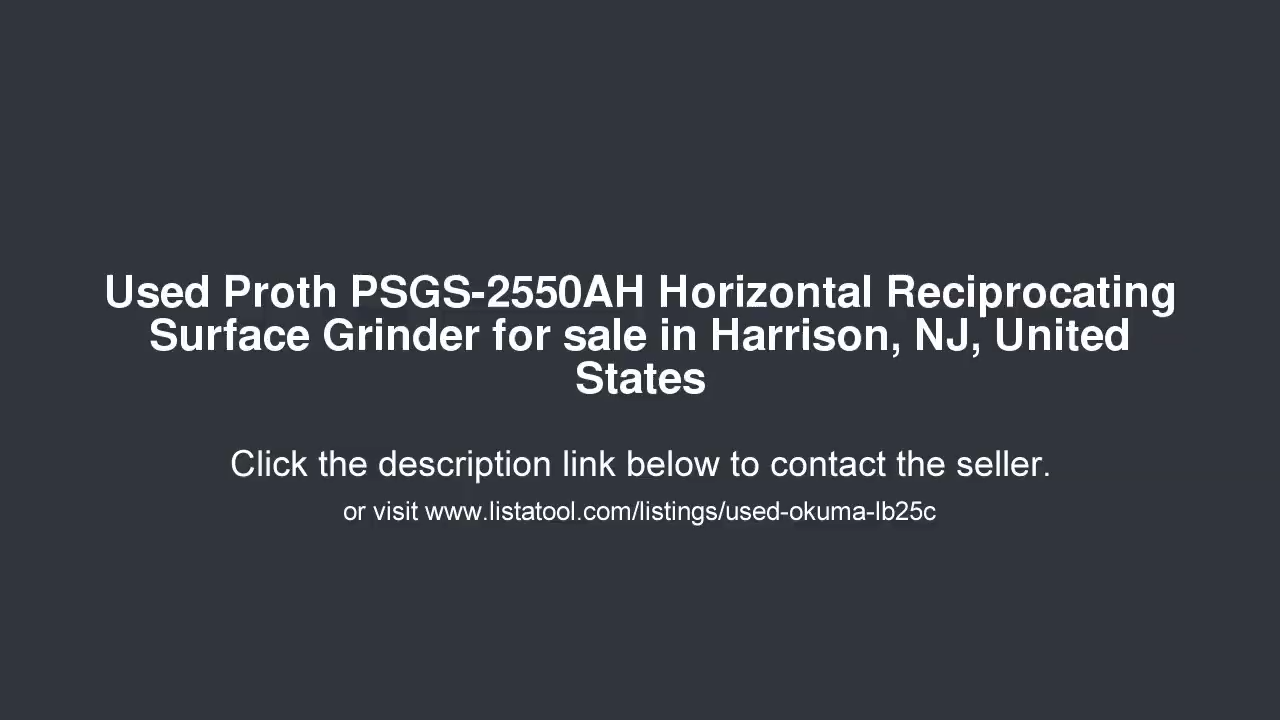 Used Proth PSGS-2550AH Horizontal Reciprocating
Surface Grinder for sale in Harrison, NJ, United
States
Click the description link below to contact the seller.
or visit www.listatool.com/listings/used-okuma-lb25c